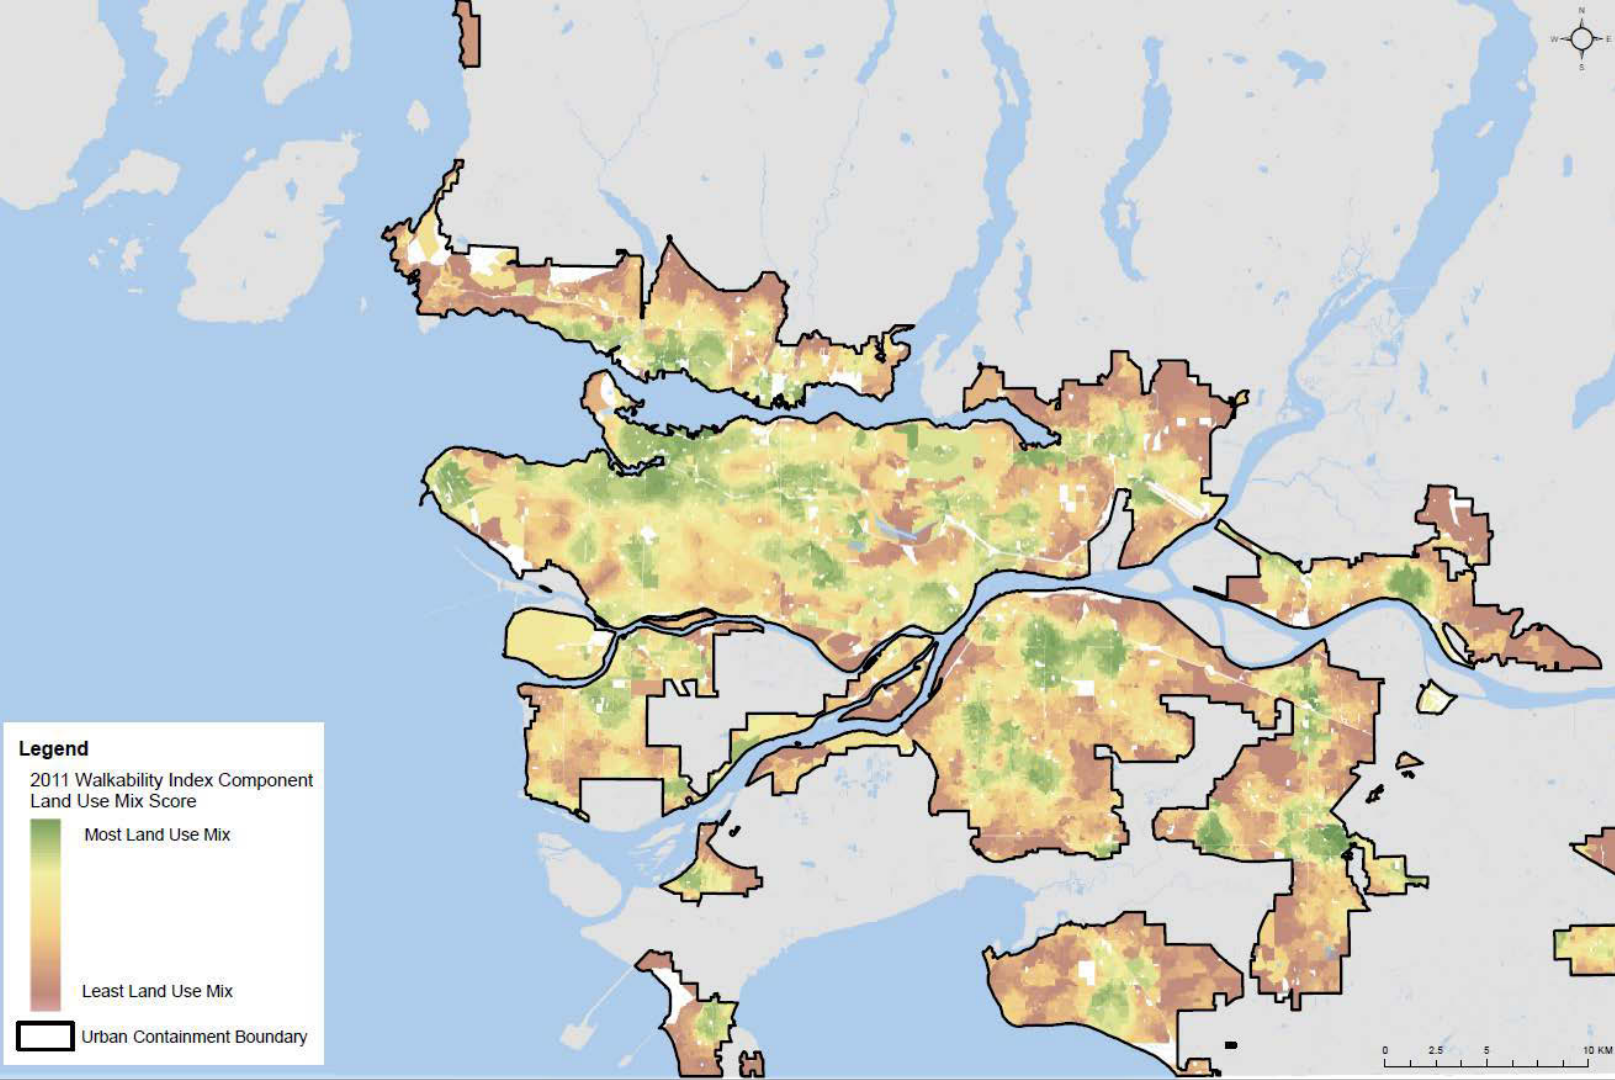 N
W E
S
Legend
2011 Walkability Index Component
Land Use Mix Score
Most Land Use Mix
Least Land Use Mix
Urban Containment Boundary
0 2.5 5 10 KM